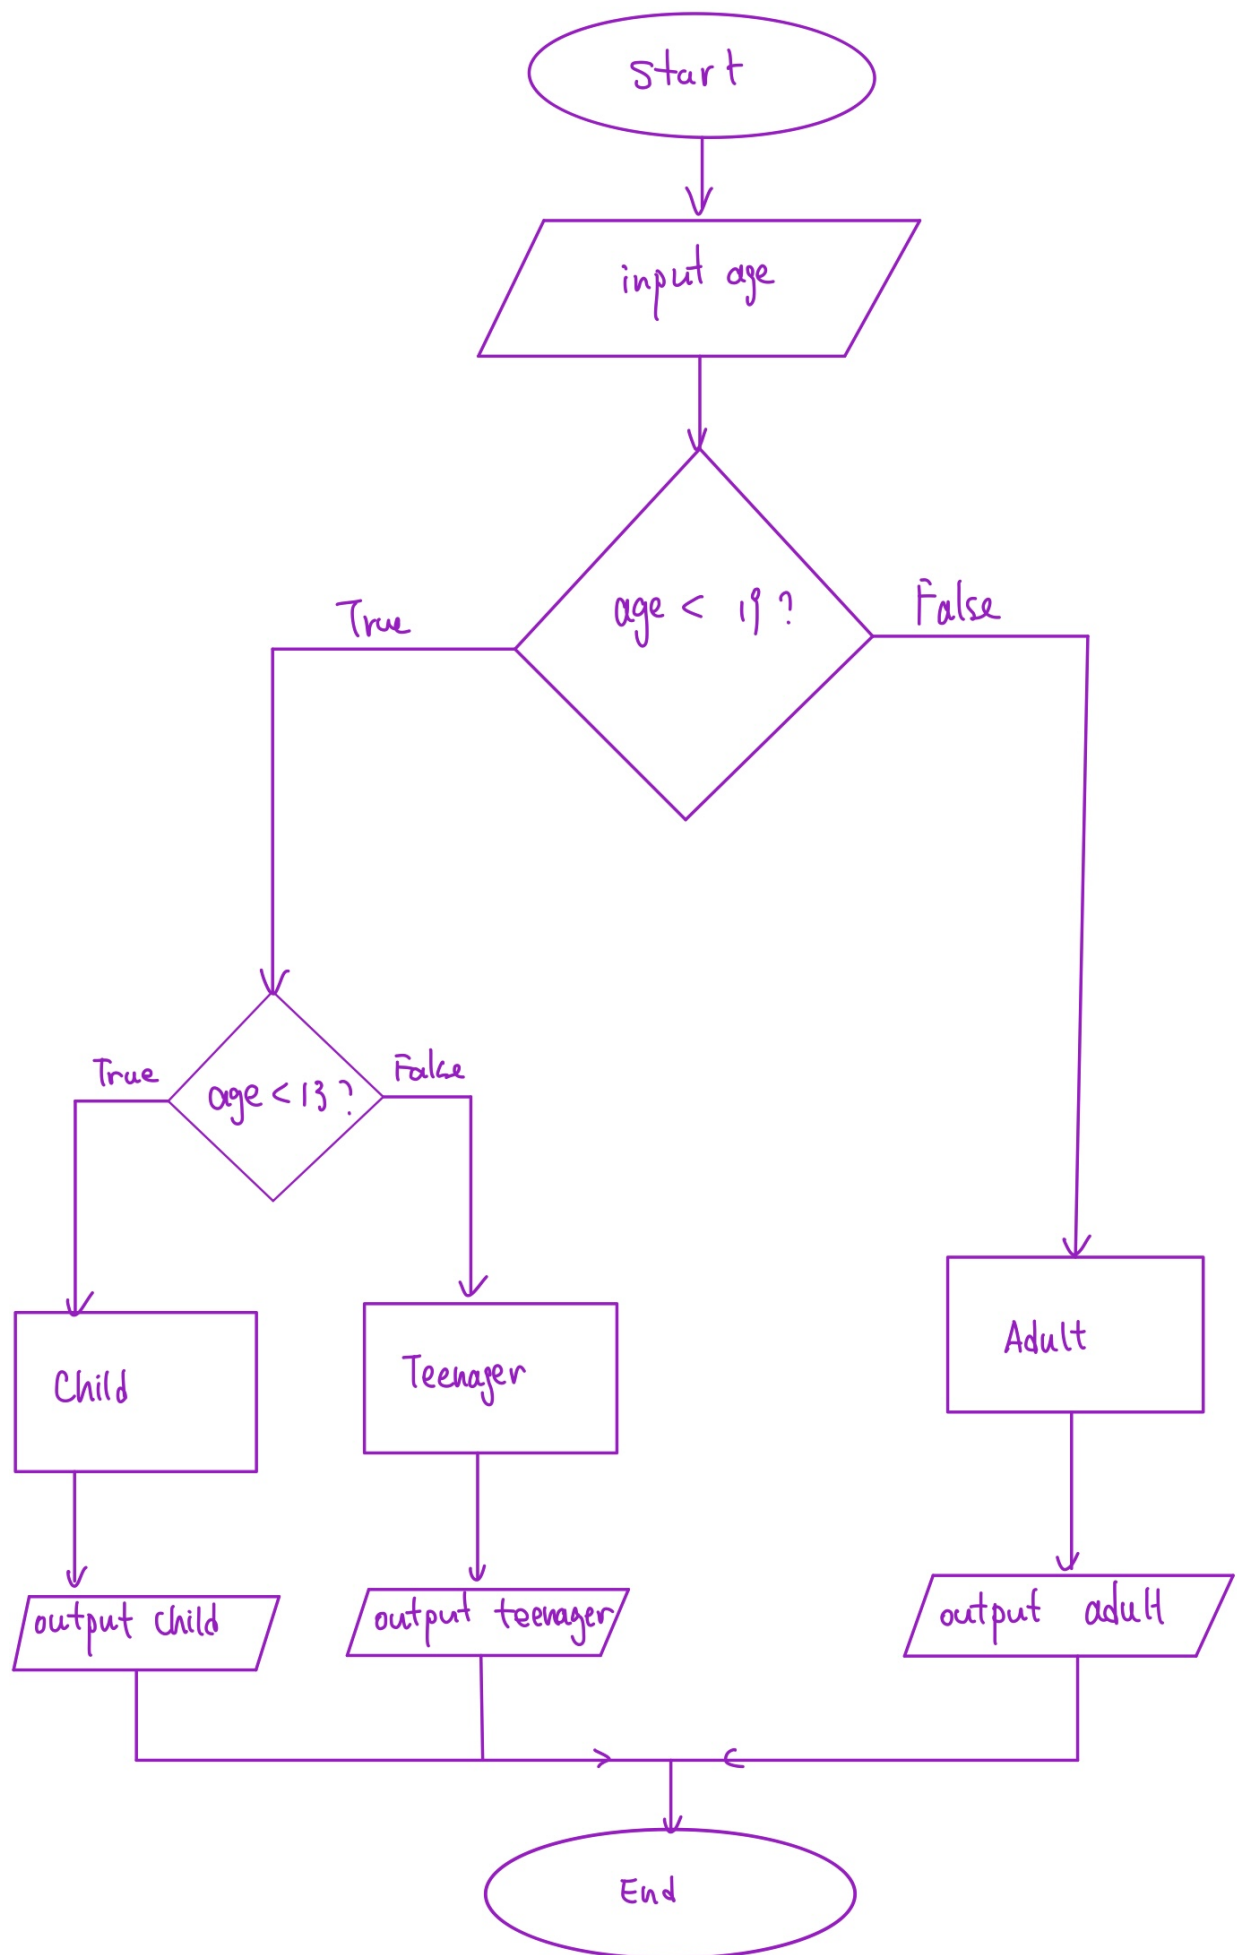 Start
input age
age < 19 ?
True
False
age < 13 ?
True
False
Child
Teenager
Adult
output child
output teenager
output adult
End